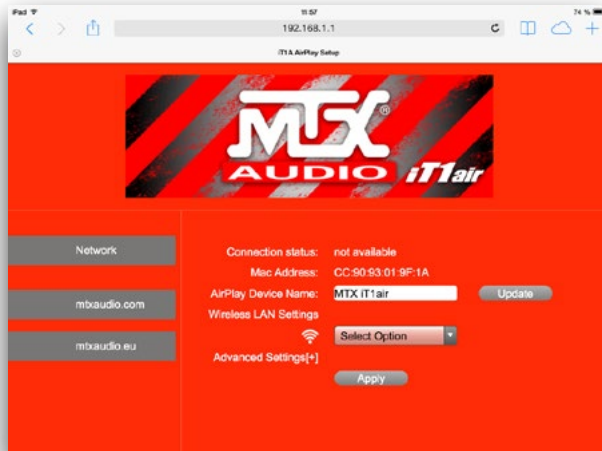 iPad 11:57 74 %
192.168.1.1
iT1A AirPlay Setup
MTX®
AUDIO iT1air
Network
mtxaudio.com
mtxaudio.eu
Connection status: not available
Mac Address: CC:90:93:01:9F:1A
AirPlay Device Name: MTX iT1air Update
Wireless LAN Settings
Select Option
Advanced Settings[+]
Apply